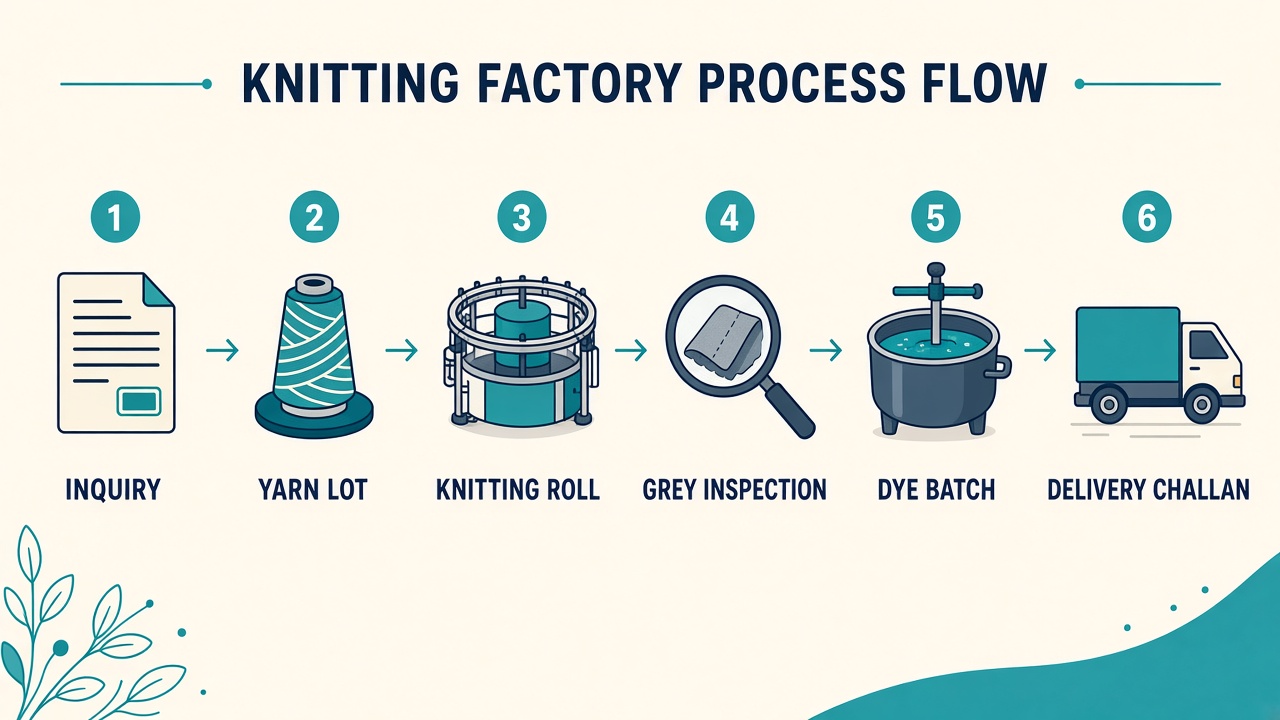 KNITTING FACTORY PROCESS FLOW
1
2
3
4
5
6
INQUIRY
YARN LOT
KNITTING ROLL
GREY INSPECTION
DYE BATCH
DELIVERY CHALLAN